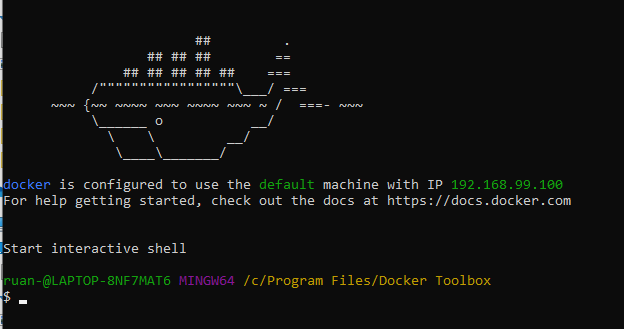 ##         .
                  ## ## ##        ==
               ## ## ## ## ##    ===
           /"""""""""""""""""\___/ ===
      ~~~ {~~ ~~~~ ~~~ ~~~~ ~~~ ~ /  ===- ~~~
           \______ o           __/
             \    \         __/
              \____\_______/

docker is configured to use the default machine with IP 192.168.99.100
For help getting started, check out the docs at https://docs.docker.com

Start interactive shell

ruan-@LAPTOP-8NF7MAT6 MINGW64 /c/Program Files/Docker Toolbox
$